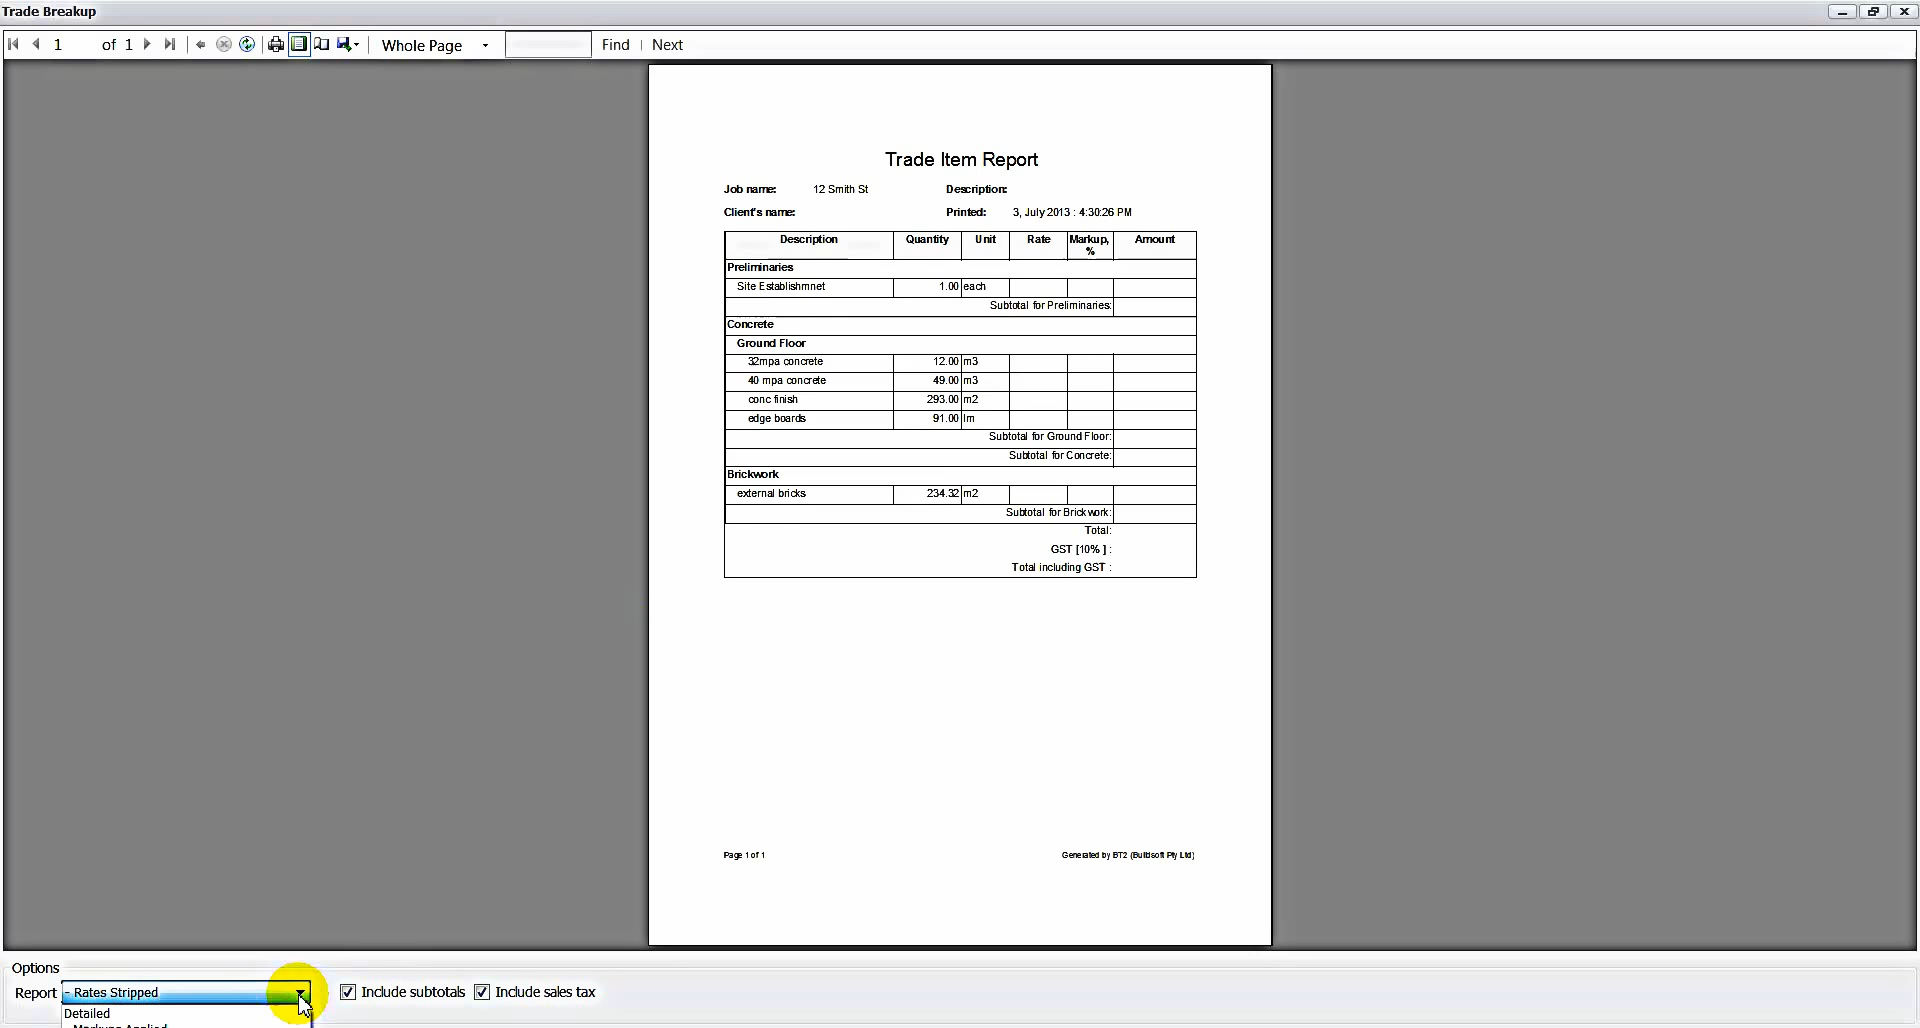 Trade Breakup
1 of 1 Whole Page Find Next
Trade Item Report
Job name: 12 Smith St Description:
Client's name: Printed: 3, July 2013 : 4:30:26 PM
Description Quantity Unit Rate Markup, % Amount
Preliminaries
Site Establishmnet 1.00 each
Subtotal for Preliminaries:
Concrete
Ground Floor
32mpa concrete 12.00 m3
40 mpa concrete 49.00 m3
conc finish 293.00 m2
edge boards 91.00 lm
Subtotal for Ground Floor:
Subtotal for Concrete:
Brickwork
external bricks 234.32 m2
Subtotal for Brickwork:
Total:
GST [10% ] :
Total including GST :
Page 1 of 1 Generated by BT2 (Buildsoft Pty Ltd)
Options
Report - Rates Stripped Include subtotals Include sales tax
Detailed
- Markups Applied